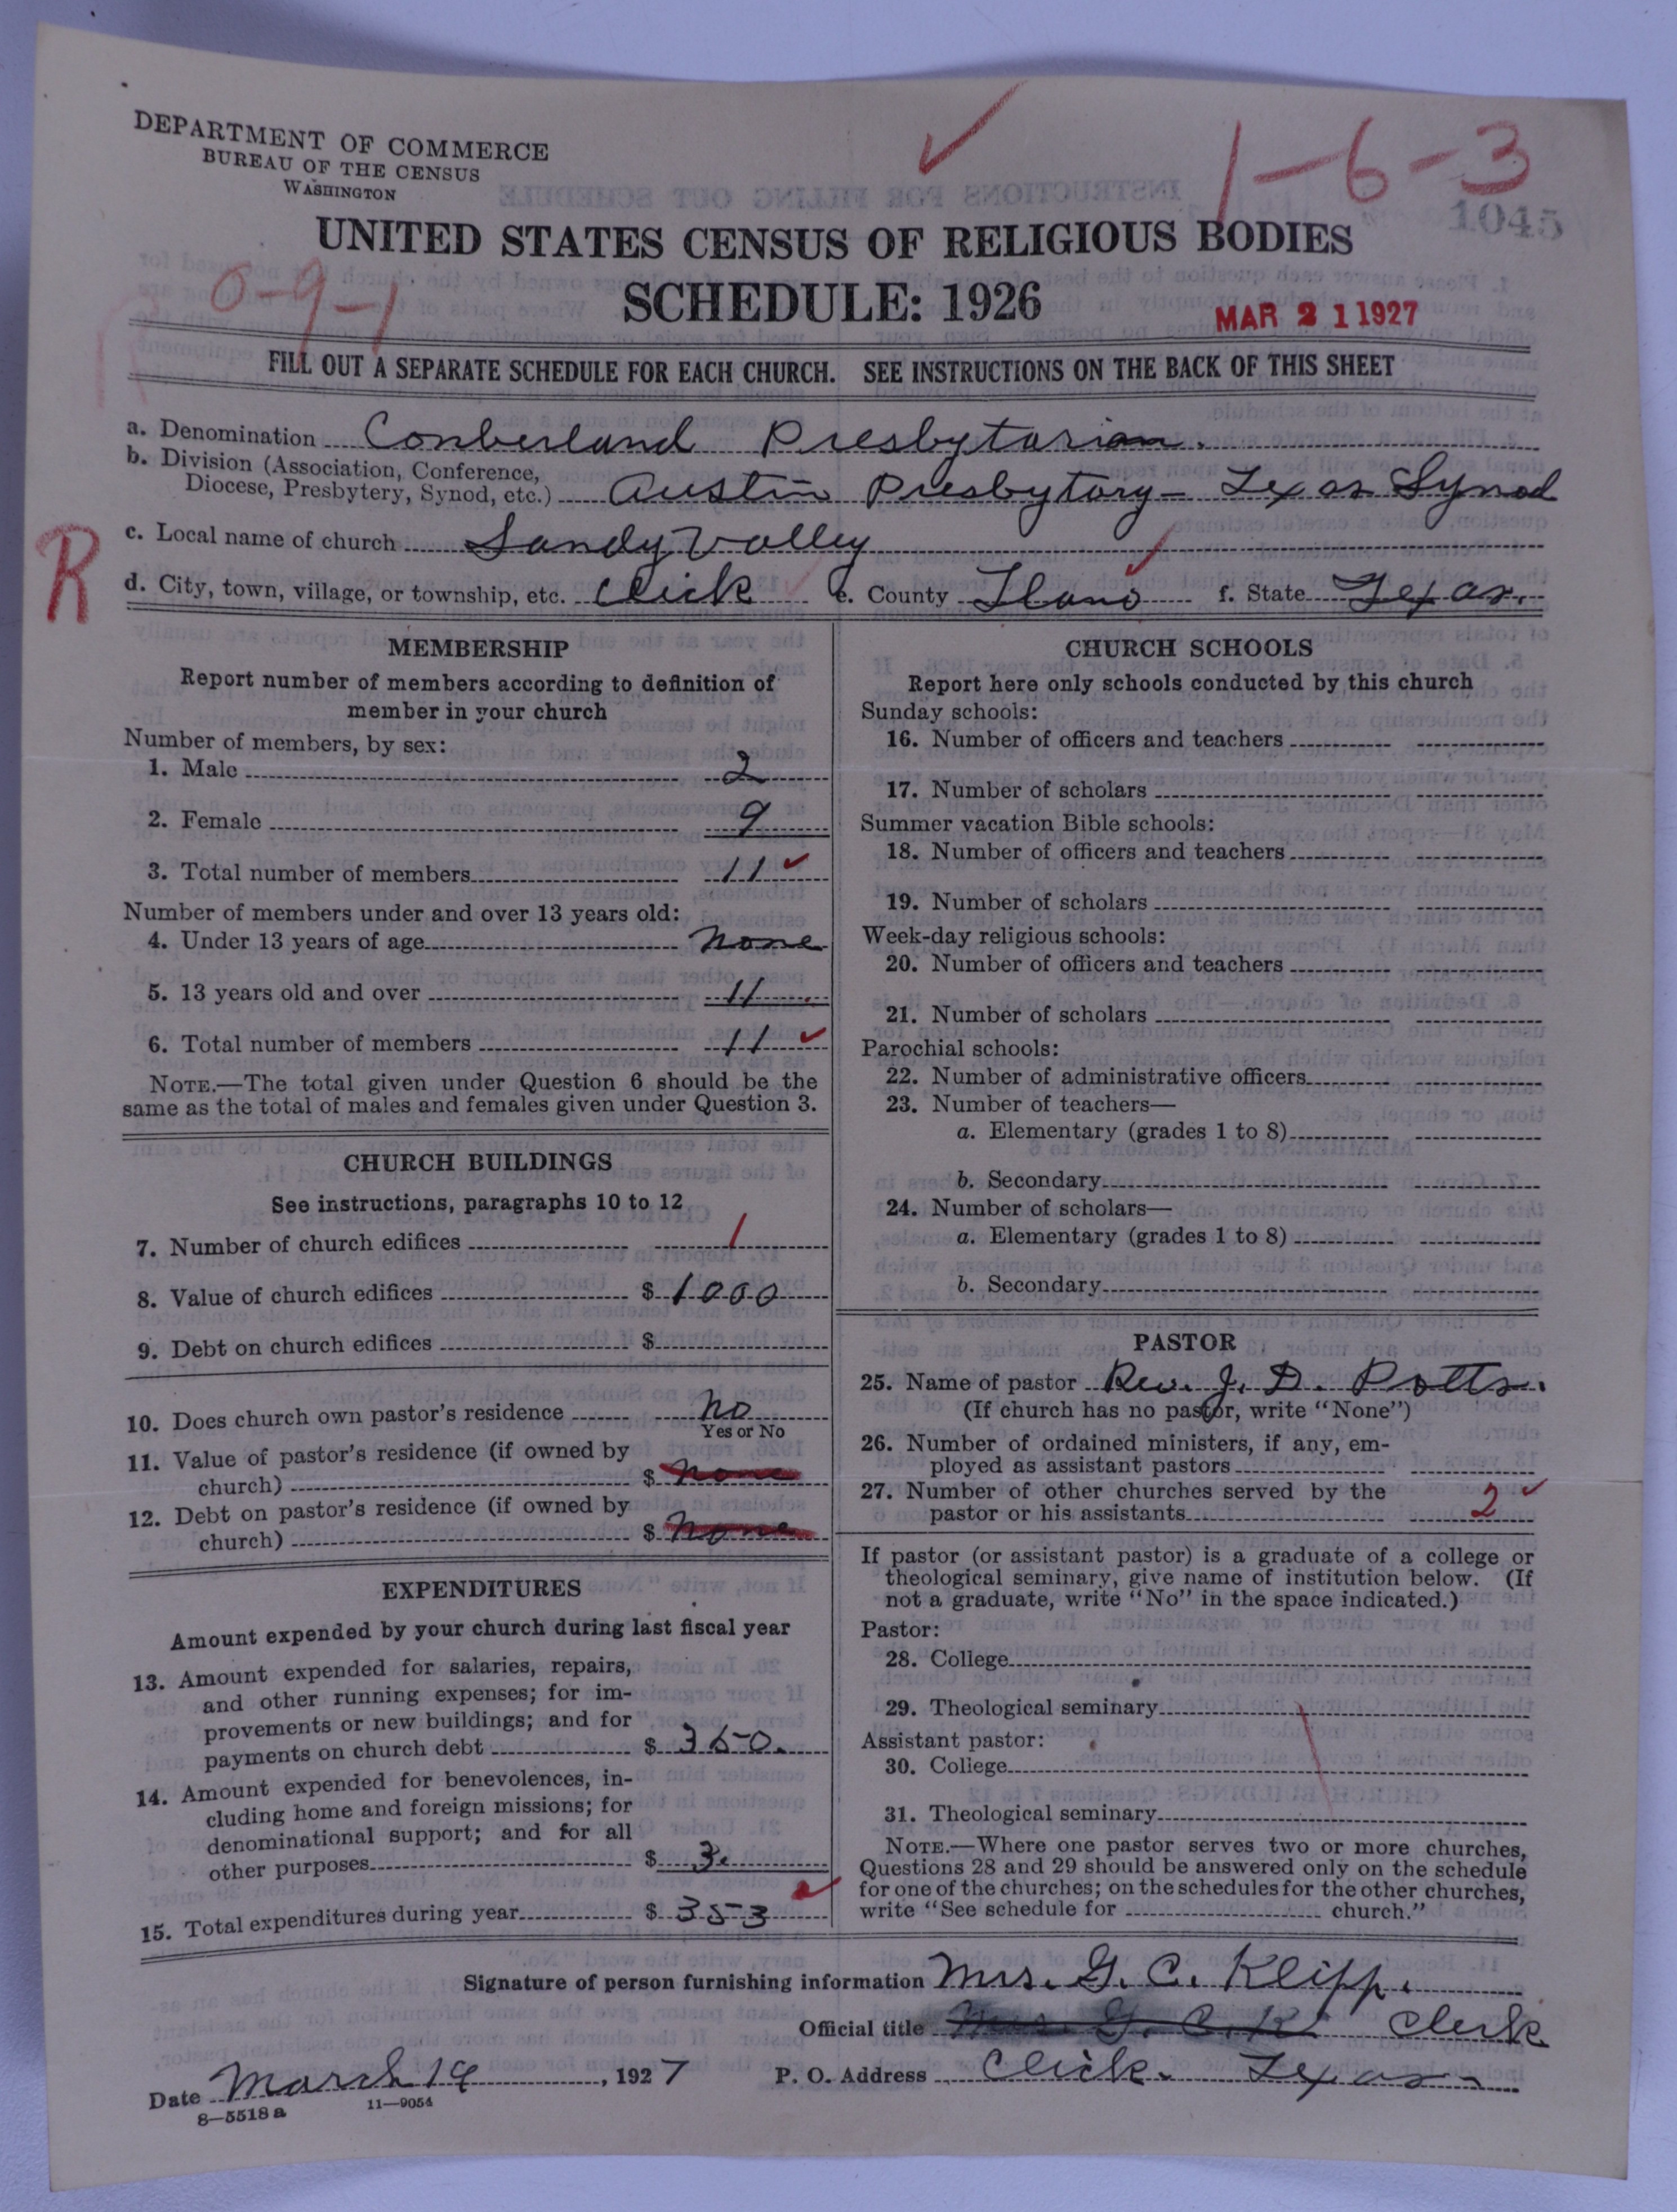 DEPARTMENT OF COMMERCE
BUREAU OF THE CENSUS
WASHINGTON
1-6-3
1045
UNITED STATES CENSUS OF RELIGIOUS BODIES
0-9-1
SCHEDULE: 1926
MAR 21 1927
FILL OUT A SEPARATE SCHEDULE FOR EACH CHURCH. SEE INSTRUCTIONS ON THE BACK OF THIS SHEET
a. Denomination Conberland Presbytarian.
b. Division (Association, Conference,
Diocese, Presbytery, Synod, etc.) Austin Presbytory - Texas Synod
R
c. Local name of church Sandy Valley
d. City, town, village, or township, etc. Click e. County Llano f. State Texas.
MEMBERSHIP
Report number of members according to definition of
member in your church
Number of members, by sex:
1. Male 2
2. Female 9
3. Total number of members 11 ✓
Number of members under and over 13 years old:
4. Under 13 years of age none
5. 13 years old and over 11
6. Total number of members 11 ✓
NOTE.—The total given under Question 6 should be the
same as the total of males and females given under Question 3.
CHURCH BUILDINGS
See instructions, paragraphs 10 to 12
7. Number of church edifices 1
8. Value of church edifices $ 1000
9. Debt on church edifices $
10. Does church own pastor's residence No
Yes or No
11. Value of pastor's residence (if owned by
church) $ none
12. Debt on pastor's residence (if owned by
church) $ none
EXPENDITURES
Amount expended by your church during last fiscal year
13. Amount expended for salaries, repairs,
and other running expenses; for im-
provements or new buildings; and for
payments on church debt $ 350.
14. Amount expended for benevolences, in-
cluding home and foreign missions; for
denominational support; and for all
other purposes $ 3.
15. Total expenditures during year $ 353 ✓
CHURCH SCHOOLS
Report here only schools conducted by this church
Sunday schools:
16. Number of officers and teachers
17. Number of scholars
Summer vacation Bible schools:
18. Number of officers and teachers
19. Number of scholars
Week-day religious schools:
20. Number of officers and teachers
21. Number of scholars
Parochial schools:
22. Number of administrative officers
23. Number of teachers—
a. Elementary (grades 1 to 8)
b. Secondary
24. Number of scholars—
a. Elementary (grades 1 to 8)
b. Secondary
PASTOR
25. Name of pastor Rev. J. D. Potts.
(If church has no pastor, write "None")
26. Number of ordained ministers, if any, em-
ployed as assistant pastors
27. Number of other churches served by the
pastor or his assistants 2 ✓
If pastor (or assistant pastor) is a graduate of a college or
theological seminary, give name of institution below. (If
not a graduate, write "No" in the space indicated.)
Pastor:
28. College
29. Theological seminary
Assistant pastor:
30. College
31. Theological seminary
NOTE.—Where one pastor serves two or more churches,
Questions 28 and 29 should be answered only on the schedule
for one of the churches; on the schedules for the other churches,
write "See schedule for church."
Signature of person furnishing information Mrs. G. C. Klipp.
Official title Mrs. G. C. K Clerk
Date March 19, 1927 P. O. Address Click. Texas
8—5518 a 11—9054